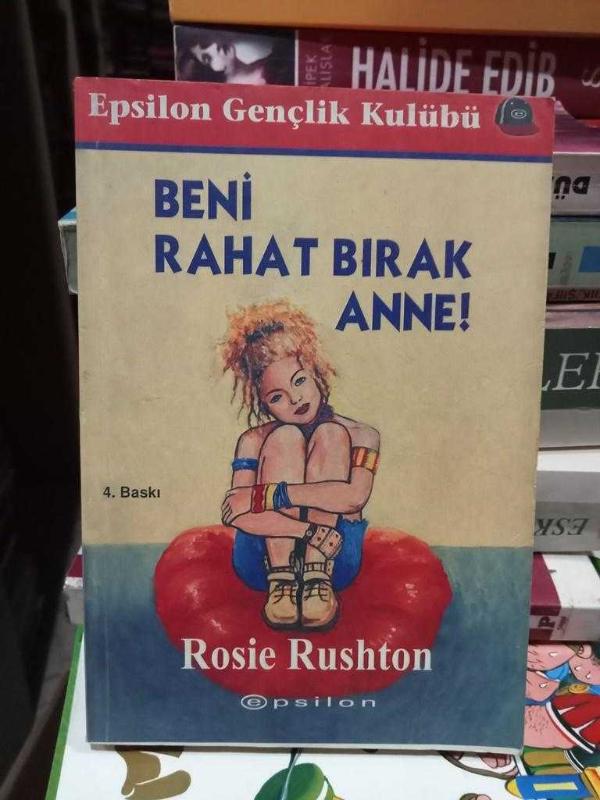 HALİDE EDİB
Epsilon Gençlik Kulübü
BENİ
RAHAT BIRAK
ANNE!
4. Baskı
Rosie Rushton
epsilon